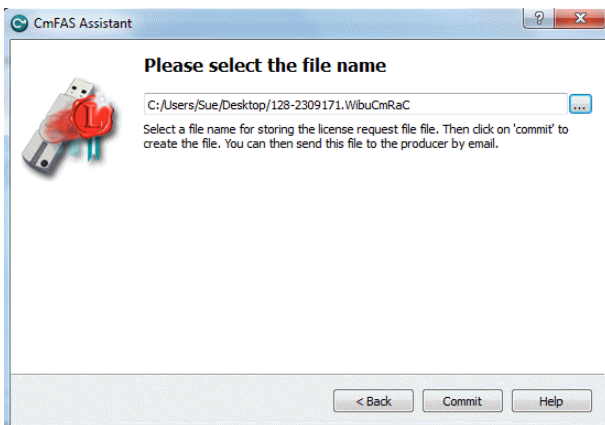 CmFAS Assistant
?
X
Please select the file name
C:/Users/Sue/Desktop/128-2309171.WibuCmRaC
...
Select a file name for storing the license request file file. Then click on 'commit' to
create the file. You can then send this file to the producer by email.
L
< Back Commit Help